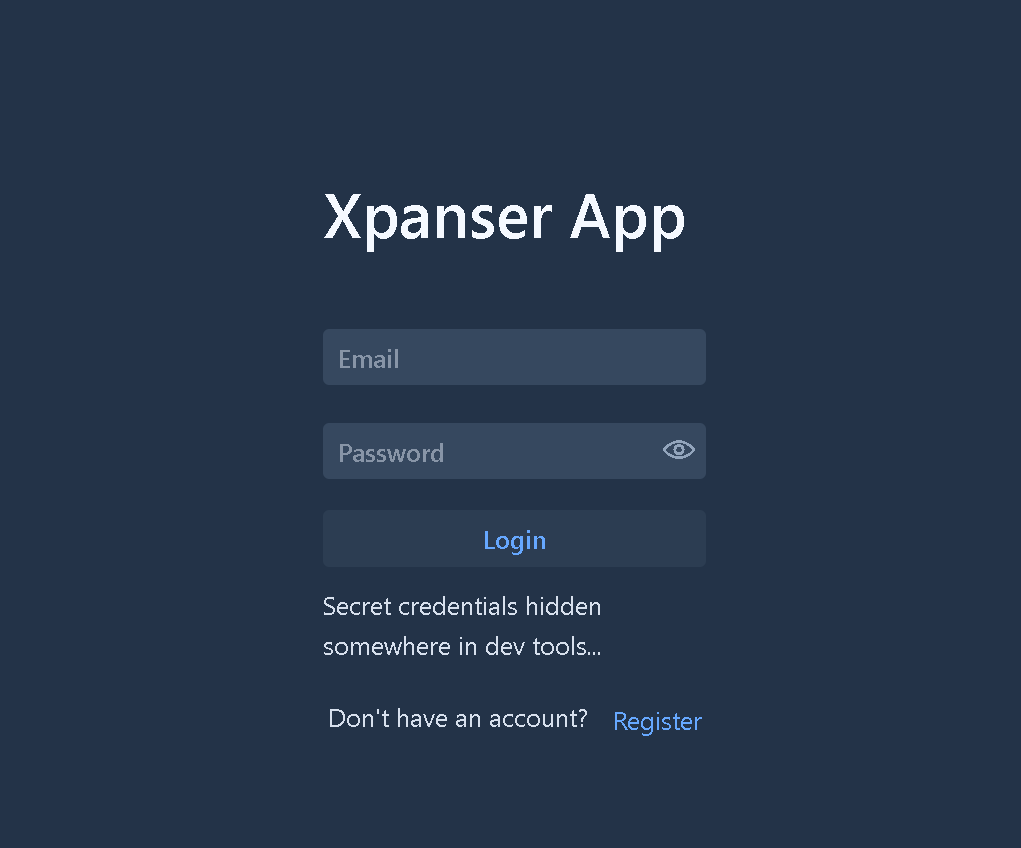 Xpanser App
Email
Password
Login
Secret credentials hidden
somewhere in dev tools...
Don't have an account? Register